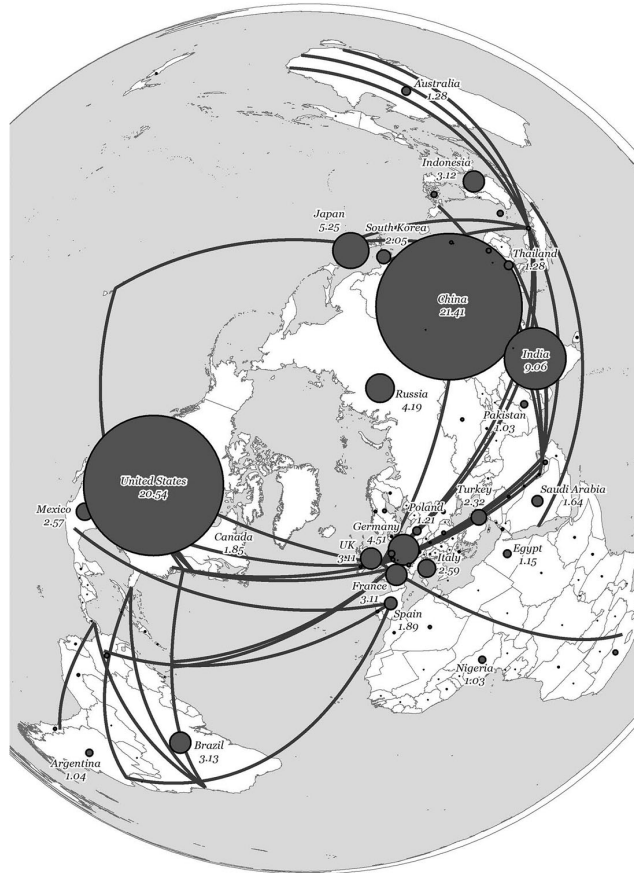 Australia
1.28
Indonesia
3.12
Japan
5.25
South Korea
2.05
Thailand
1.28
China
21.41
India
9.06
Russia
4.19
Pakistan
1.03
United States
20.54
Mexico
2.57
Canada
1.85
Poland
1.21
Turkey
2.32
Saudi Arabia
1.64
Germany
4.51
UK
3.11
Italy
2.59
Egypt
1.15
France
3.11
Spain
1.89
Nigeria
1.03
Brazil
3.13
Argentina
1.04